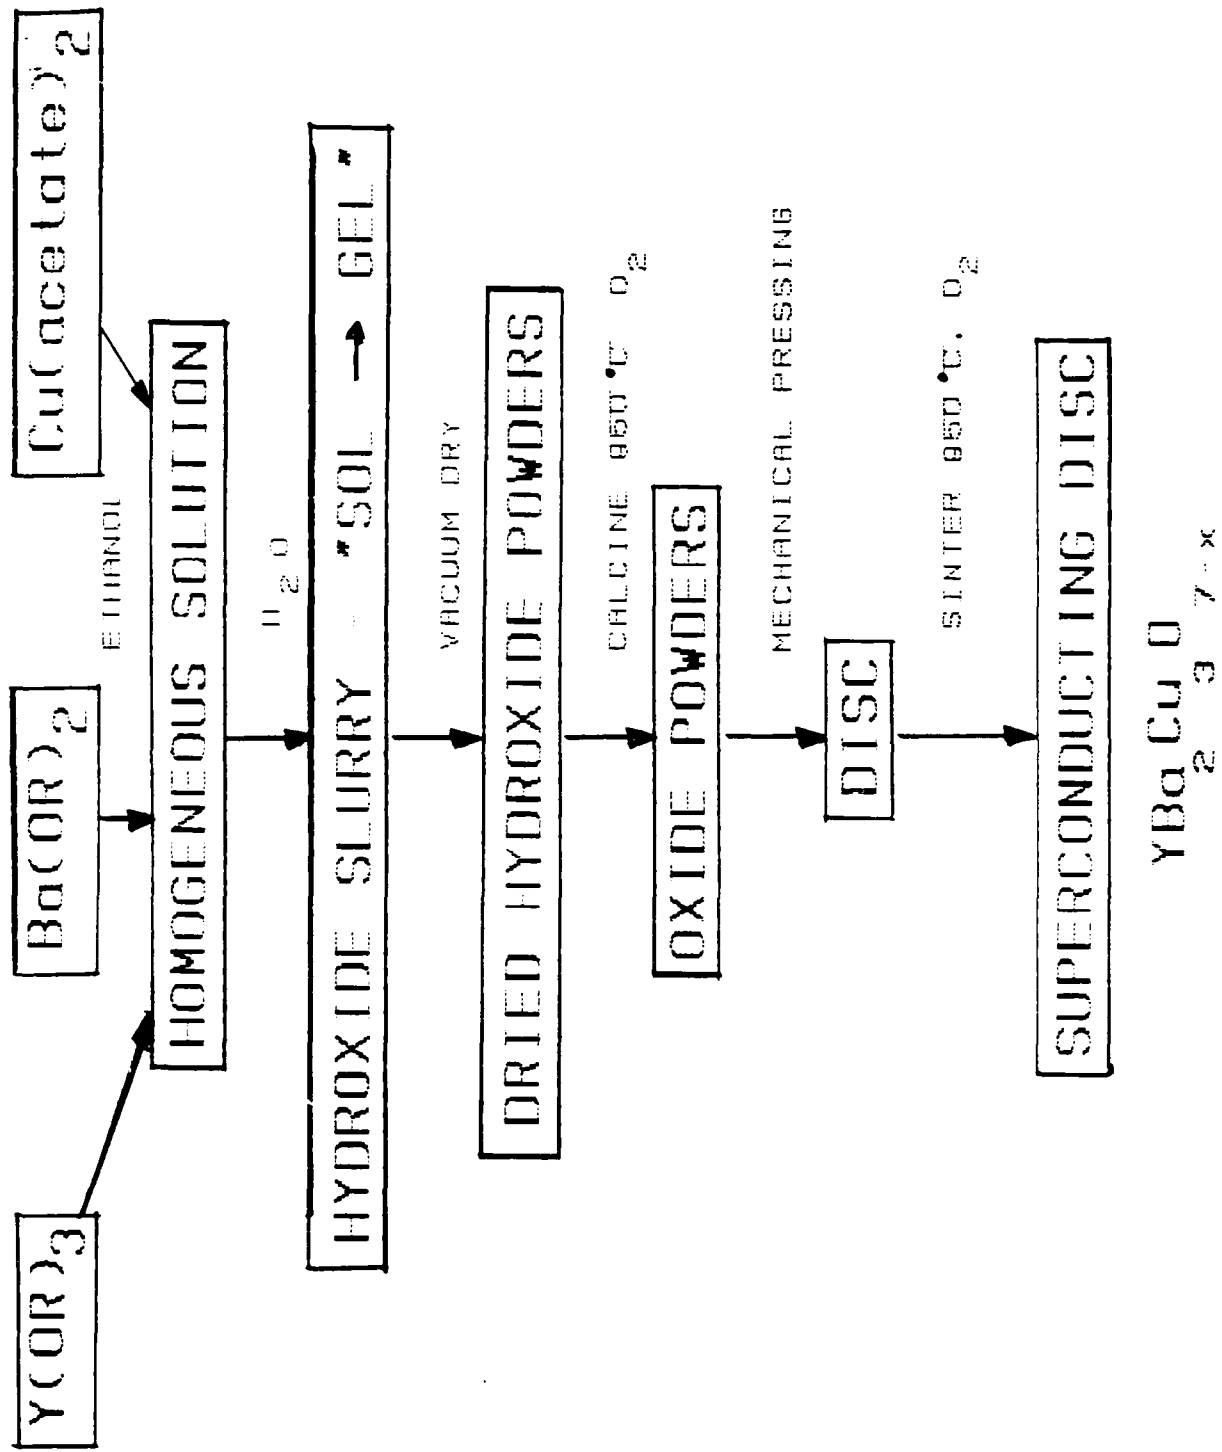 Y(OR)3 Ba(OR)2 Cu(acetate)2
ETHANOL
HOMOGENEOUS SOLUTION
H2O
HYDROXIDE SLURRY - "SOL → GEL"
VACUUM DRY
DRIED HYDROXIDE POWDERS
CALCINE 850°C O2
OXIDE POWDERS
MECHANICAL PRESSING
DISC
SINTER 950°C. O2
SUPERCONDUCTING DISC
YBa2Cu3O7-x